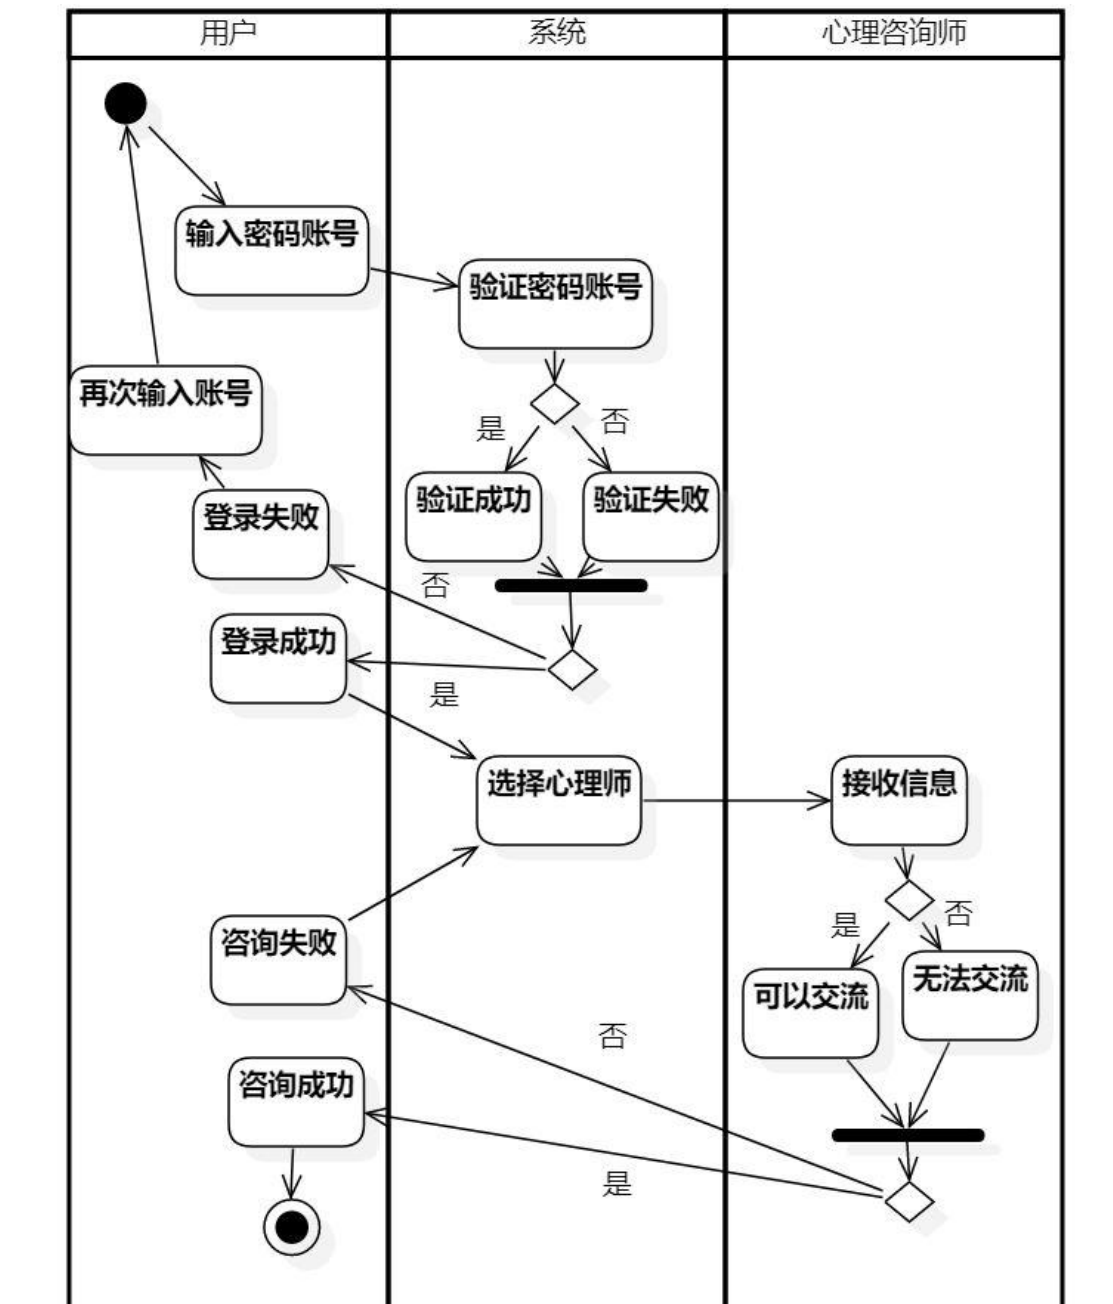 用户
系统
心理咨询师
输入密码账号
验证密码账号
再次输入账号
是
否
验证成功
验证失败
登录失败
否
登录成功
是
选择心理师
接收信息
是
否
咨询失败
可以交流
无法交流
否
咨询成功
是